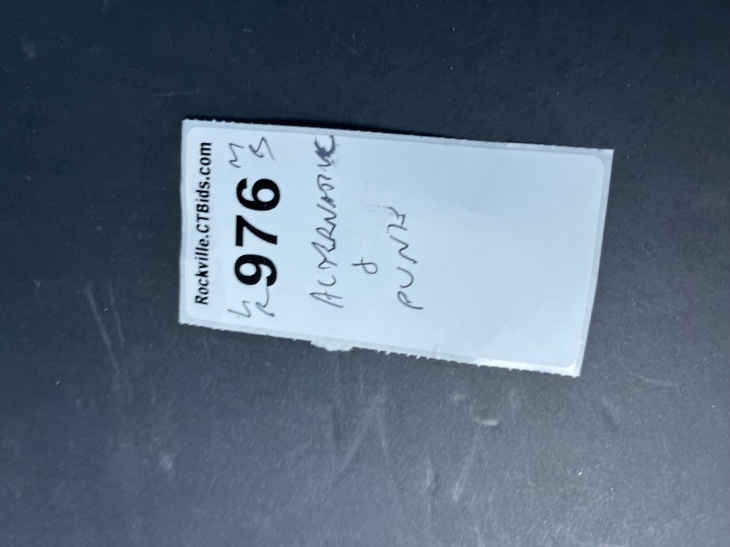 Rockville.CTBids.com
976
ALTERNATIVE
&
PUNK